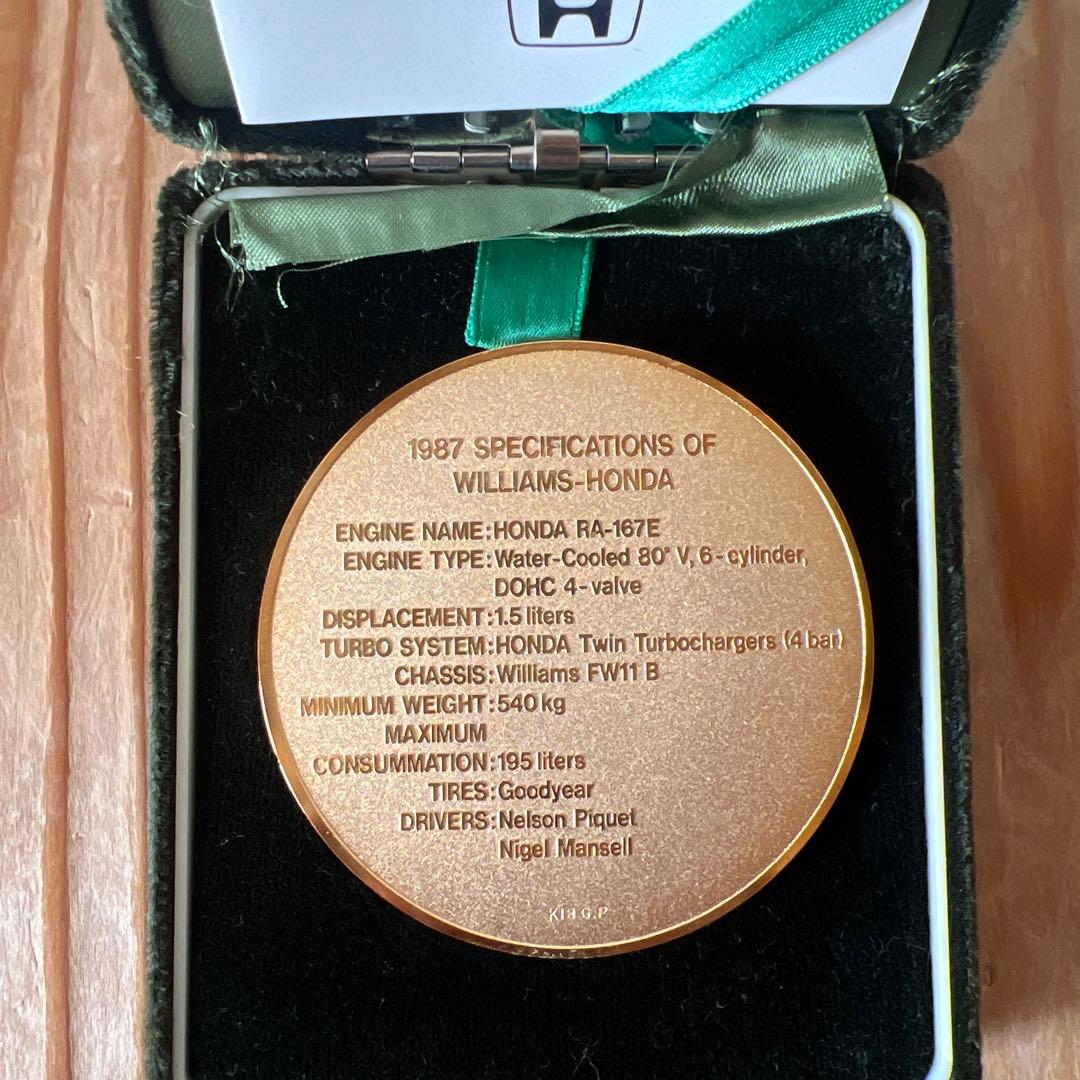 1987 SPECIFICATIONS OF
WILLIAMS-HONDA
ENGINE NAME:HONDA RA-167E
ENGINE TYPE:Water-Cooled 80° V, 6-cylinder,
DOHC 4-valve
DISPLACEMENT:1.5 liters
TURBO SYSTEM:HONDA Twin Turbochargers (4 bar)
CHASSIS:Williams FW11 B
MINIMUM WEIGHT:540 kg
MAXIMUM
CONSUMMATION:195 liters
TIRES:Goodyear
DRIVERS:Nelson Piquet
Nigel Mansell
K18 G.P